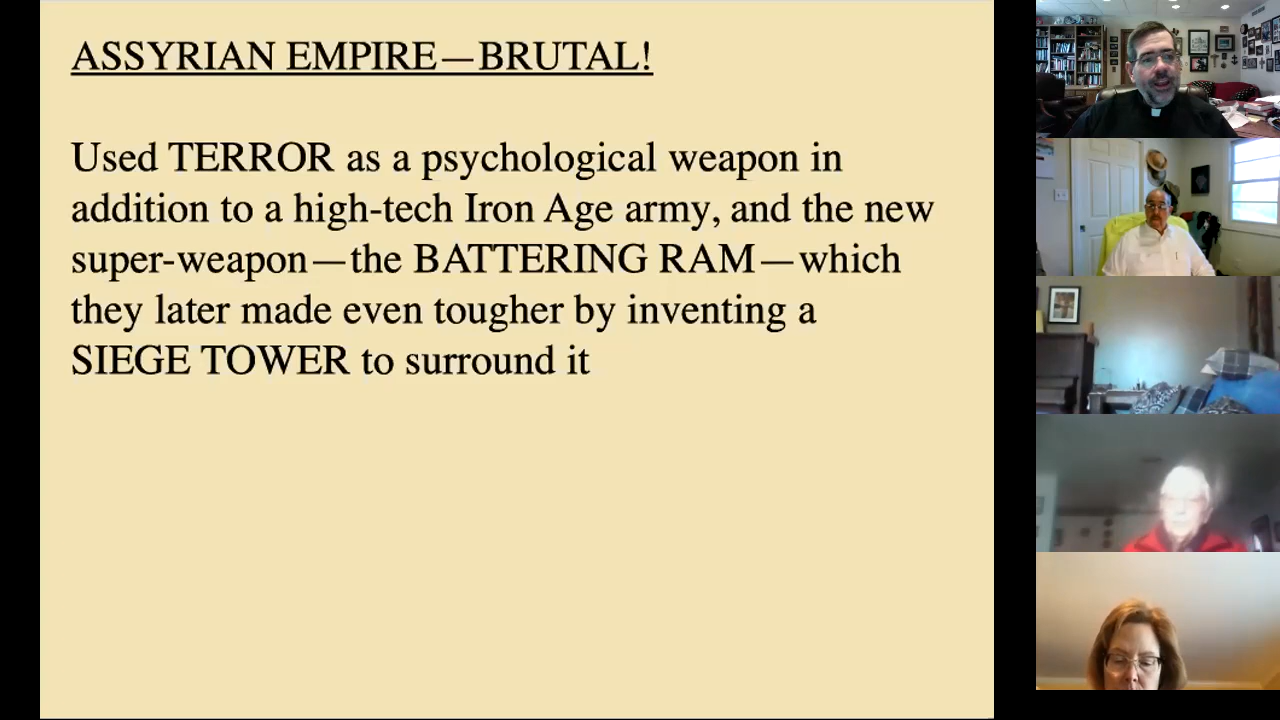 ASSYRIAN EMPIRE—BRUTAL!
Used TERROR as a psychological weapon in
addition to a high-tech Iron Age army, and the new
super-weapon—the BATTERING RAM—which
they later made even tougher by inventing a
SIEGE TOWER to surround it